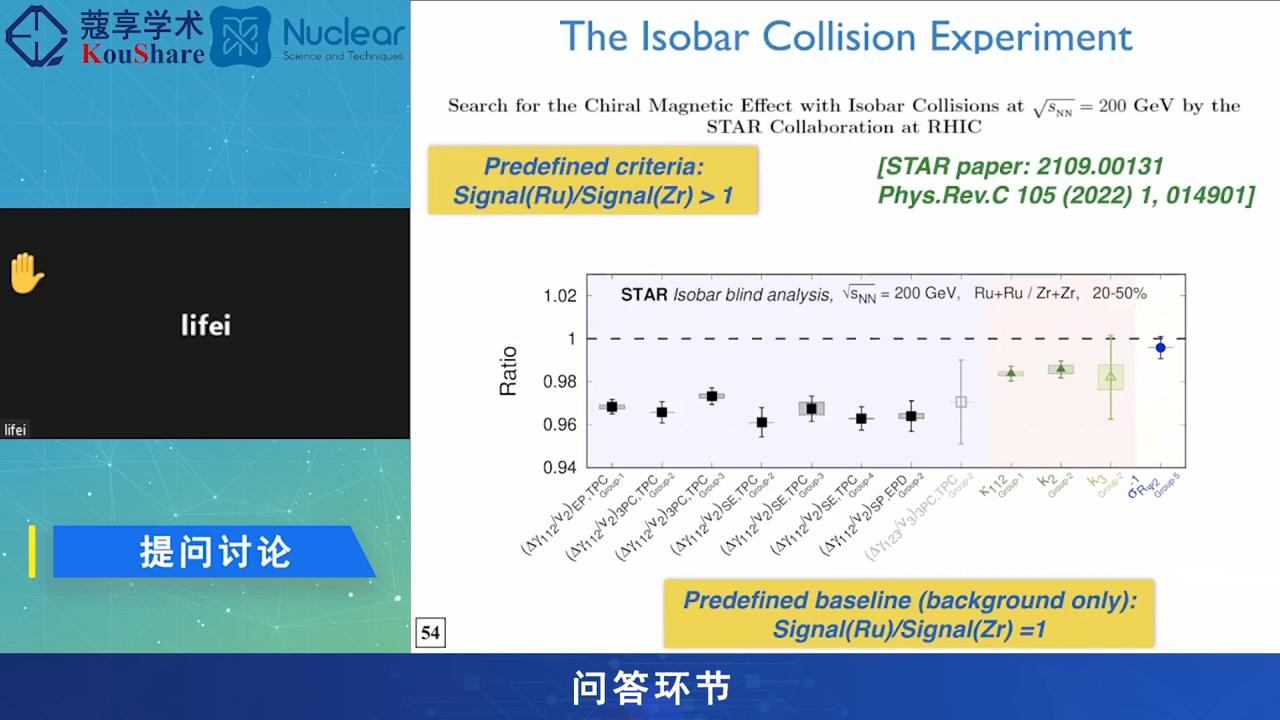 蔻享学术
KouShare
Nuclear
Science and Techniques
The Isobar Collision Experiment
Search for the Chiral Magnetic Effect with Isobar Collisions at √sNN = 200 GeV by the
STAR Collaboration at RHIC
Predefined criteria:
Signal(Ru)/Signal(Zr) > 1
[STAR paper: 2109.00131
Phys.Rev.C 105 (2022) 1, 014901]
lifei
lifei
STAR Isobar blind analysis, √sNN = 200 GeV, Ru+Ru / Zr+Zr, 20-50%
Ratio
1.02
1
0.98
0.96
0.94
(Δγ112/v2)EP,TPC Group-1
(Δγ112/v2)3PC,TPC Group-2
(Δγ112/v2)3PC,TPC Group-3
(Δγ112/v2)SE,TPC Group-2
(Δγ112/v2)SE,TPC Group-3
(Δγ112/v2)SE,TPC Group-4
(Δγ112/v2)SP,EPD Group-2
(Δγ123/v3)3PC,TPC Group-2
κ112 Group-1
k2 Group-2
k3 Group-2
σ-1RΨ2 Group-5
提问讨论
Predefined baseline (background only):
Signal(Ru)/Signal(Zr) =1
54
问答环节